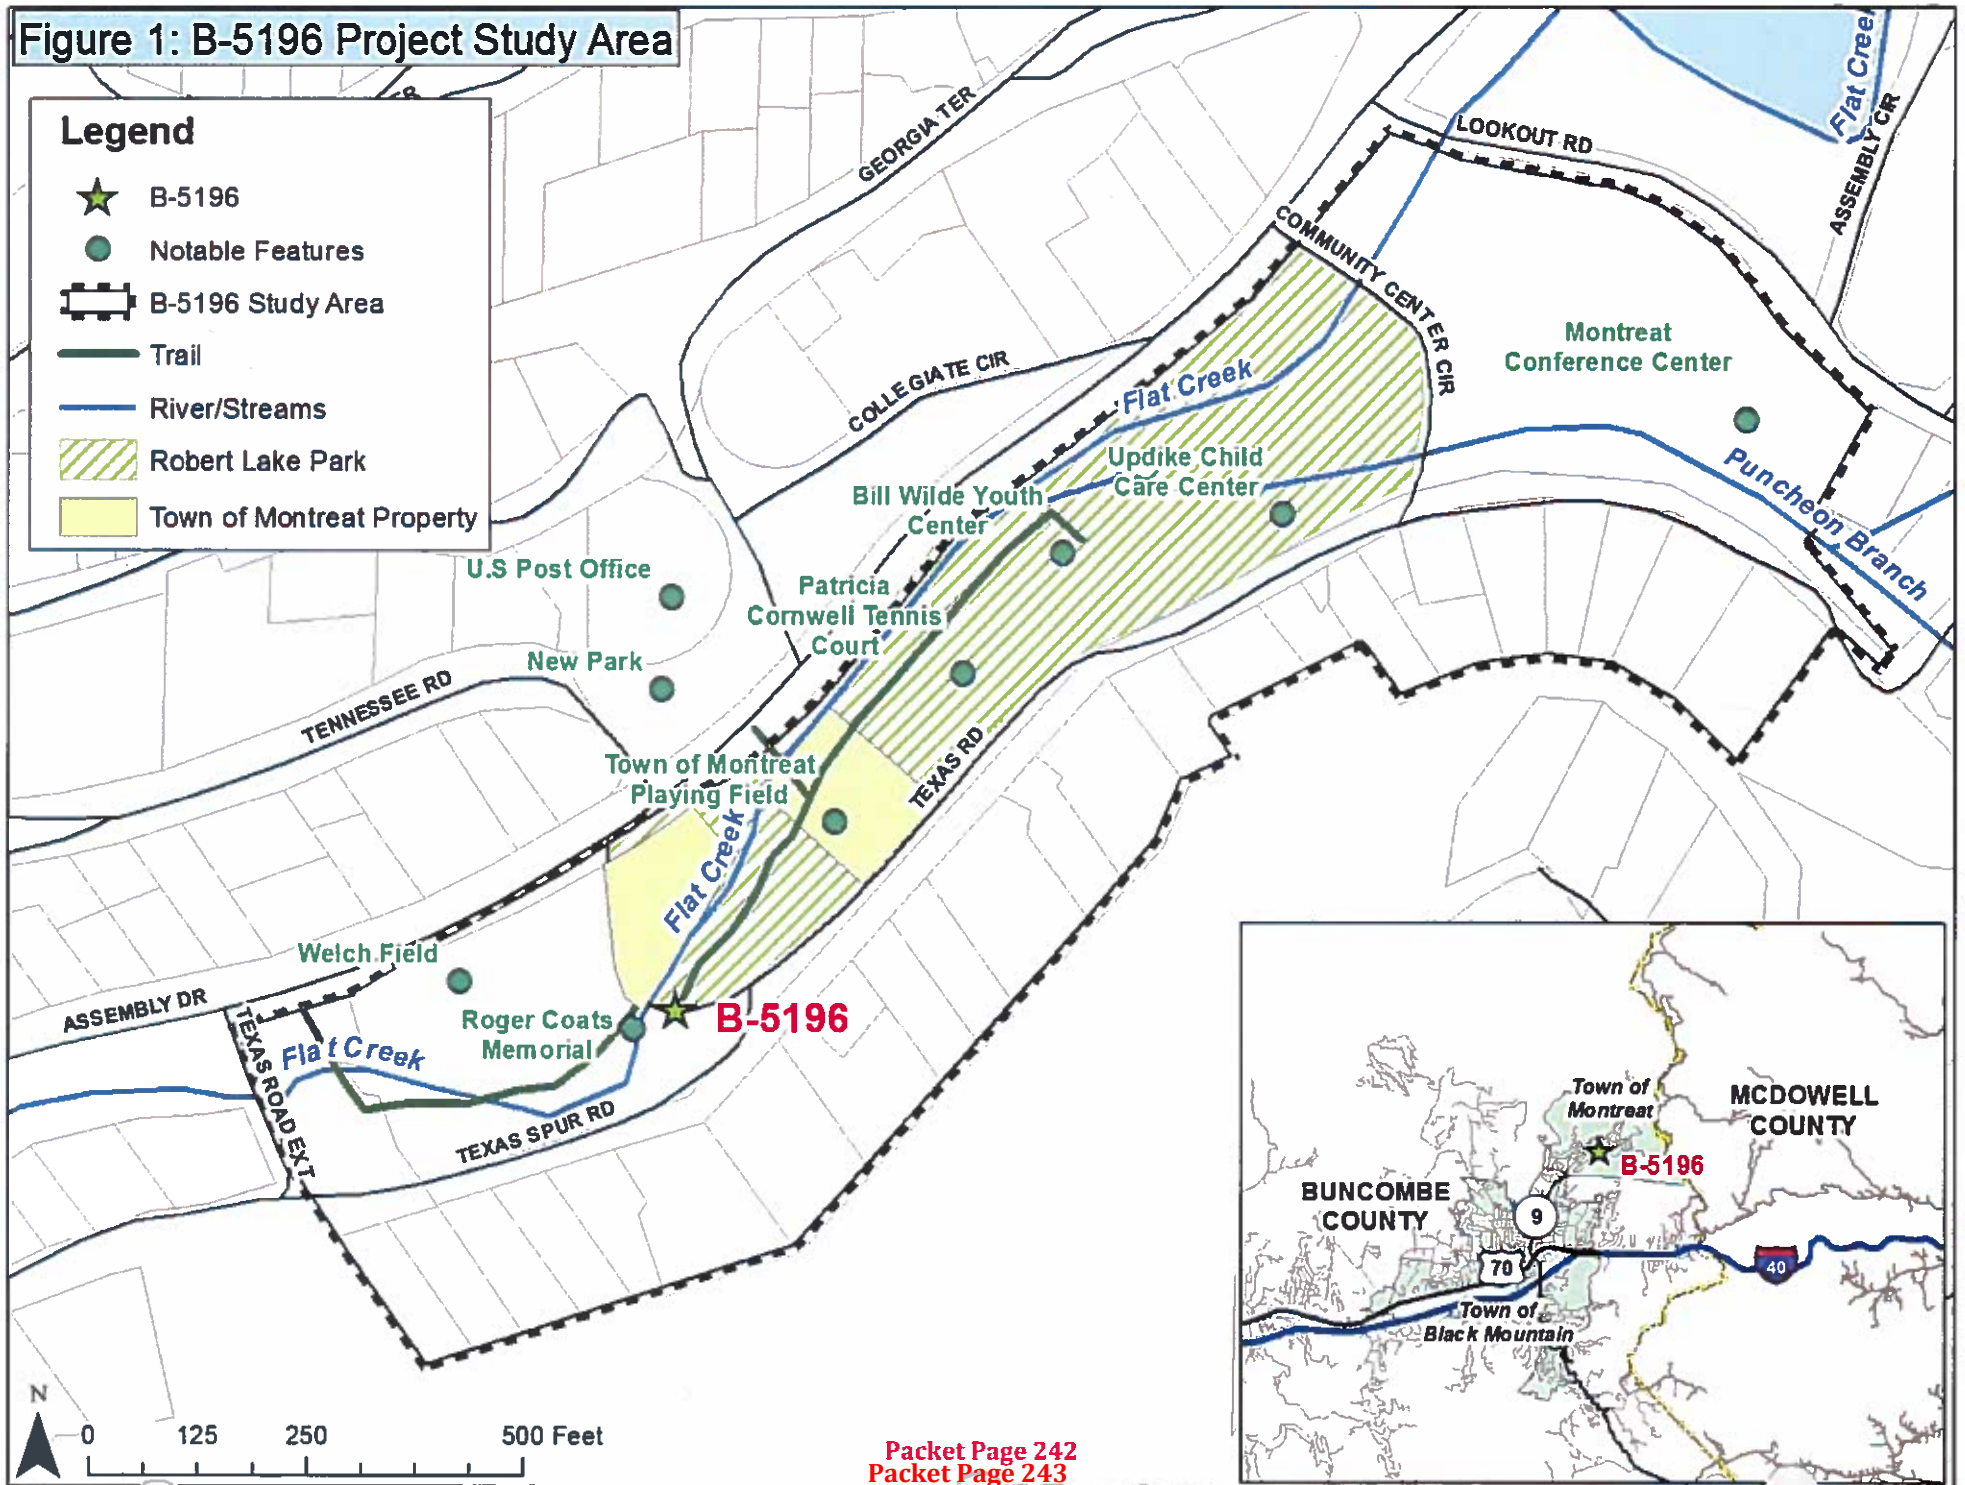 Figure 1: B-5196 Project Study Area
Legend
B-5196
Notable Features
B-5196 Study Area
Trail
River/Streams
Robert Lake Park
Town of Montreat Property
GEORGIA TER
LOOKOUT RD
Flat Creek
ASSEMBLY CIR
COMMUNITY CENTER CIR
COLLEGIATE CIR
Flat Creek
Montreat
Conference Center
Updike Child
Care Center
Bill Wilde Youth
Center
Puncheon Branch
U.S Post Office
Patricia
Cornwell Tennis
Court
New Park
TENNESSEE RD
Town of Montreat
Playing Field
TEXAS RD
Flat Creek
Welch Field
ASSEMBLY DR
Roger Coats
Memorial
B-5196
TEXAS ROAD EXT
Flat Creek
TEXAS SPUR RD
Town of
Montreat
MCDOWELL
COUNTY
B-5196
BUNCOMBE
COUNTY
9
70
40
Town of
Black Mountain
N
0 125 250 500 Feet
Packet Page 242
Packet Page 243